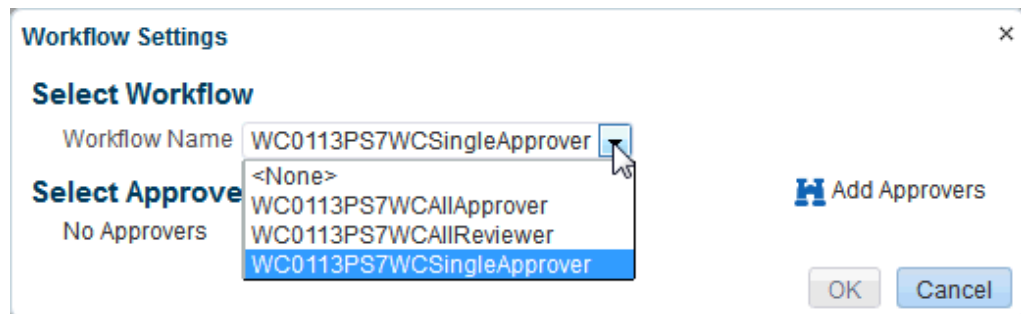 Workflow Settings
Select Workflow
Workflow Name WC0113PS7WCSingleApprover
<None>
Select Approve
Add Approvers
WC0113PS7WCAllApprover
No Approvers
WC0113PS7WCAllReviewer
WC0113PS7WCSingleApprover
OK Cancel